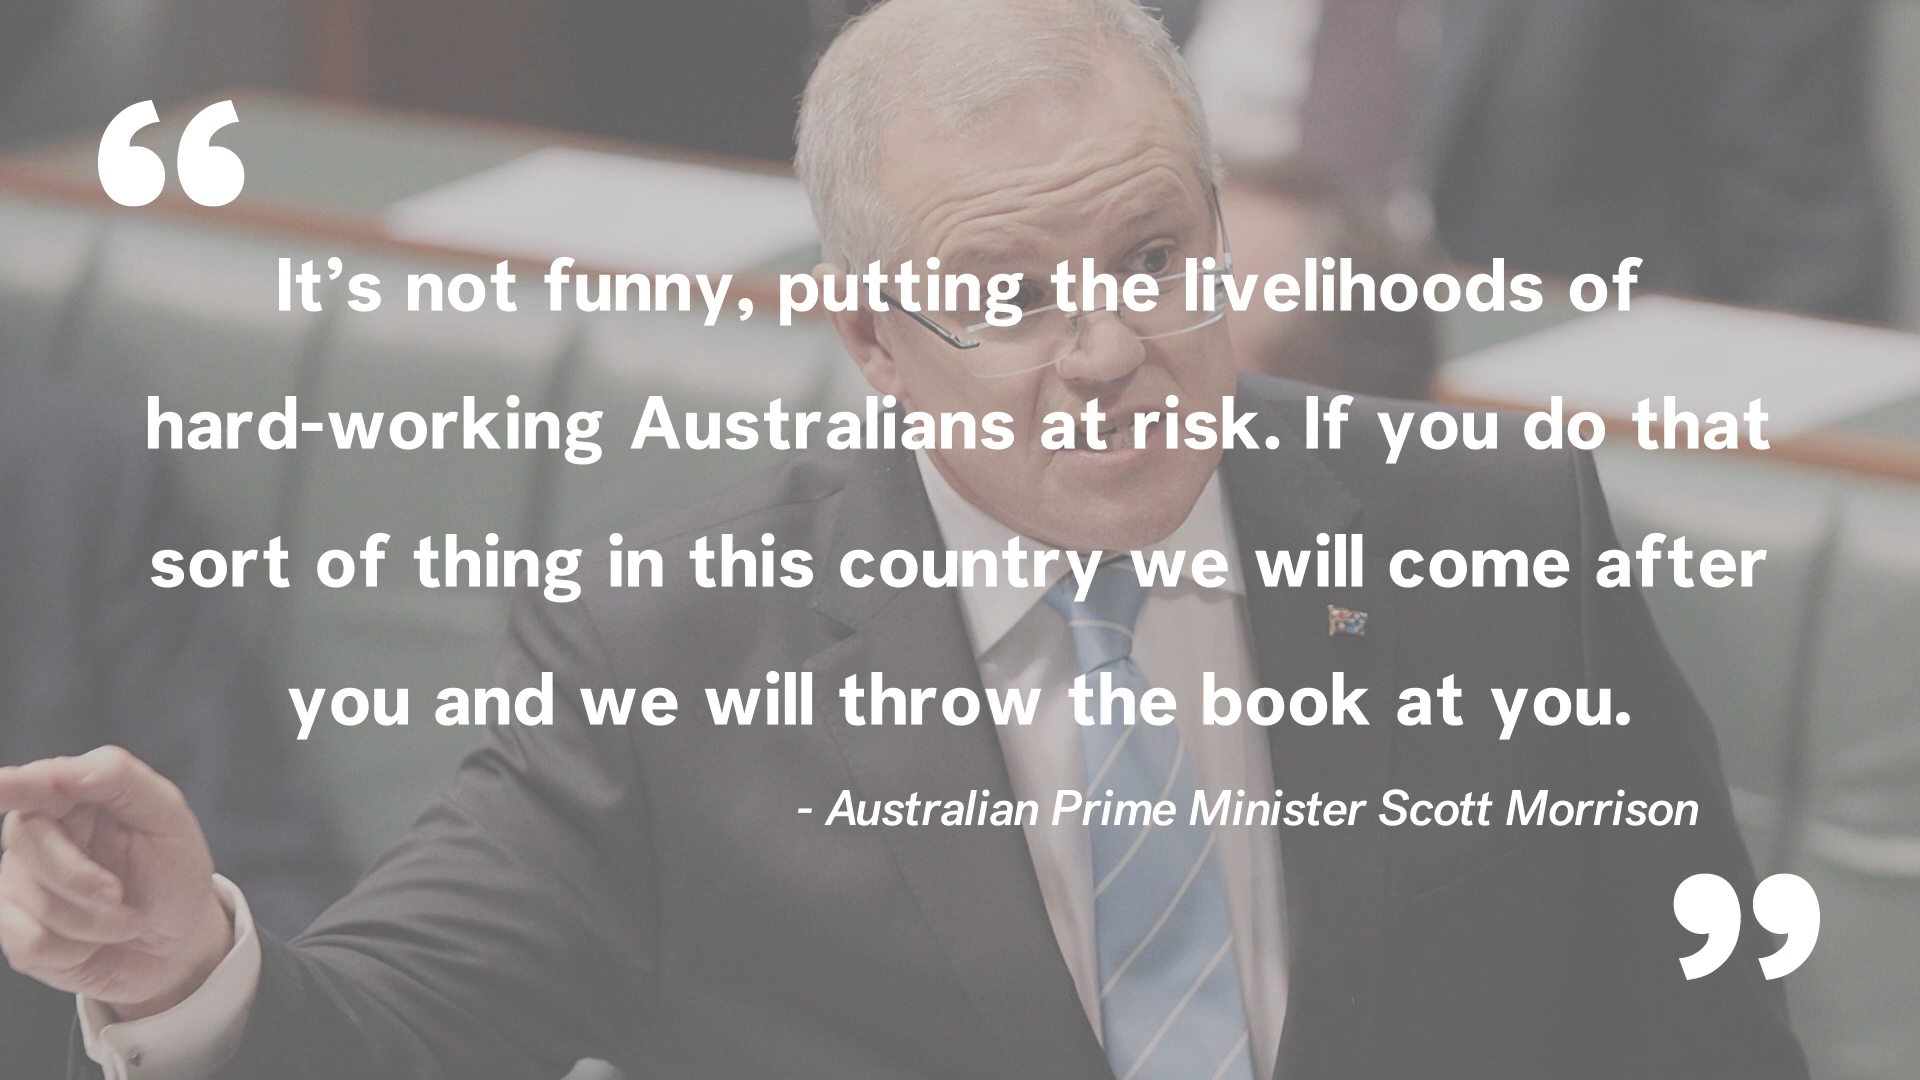 “
It’s not funny, putting the livelihoods of
hard-working Australians at risk. If you do that
sort of thing in this country we will come after
you and we will throw the book at you.
- Australian Prime Minister Scott Morrison
”